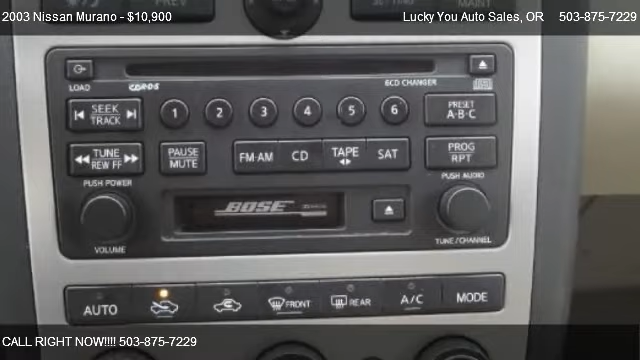 2003 Nissan Murano - $10,900
Lucky You Auto Sales, OR 503-875-7229
LOAD
6CD CHANGER
SEEK
TRACK
1 2 3 4 5 6
PRESET
A·B·C
TUNE
REW FF
PAUSE
MUTE
FM·AM CD TAPE SAT
PROG
RPT
PUSH POWER
PUSH AUDIO
BOSE
VOLUME
TUNE/CHANNEL
AUTO
FRONT
REAR
A/C
MODE
CALL RIGHT NOW!!!! 503-875-7229